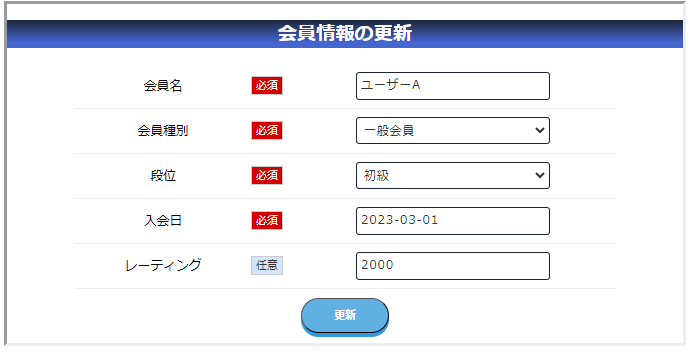 会員情報の更新
会員名 必須 ユーザーA
会員種別 必須 一般会員
段位 必須 初級
入会日 必須 2023-03-01
レーティング 任意 2000
更新